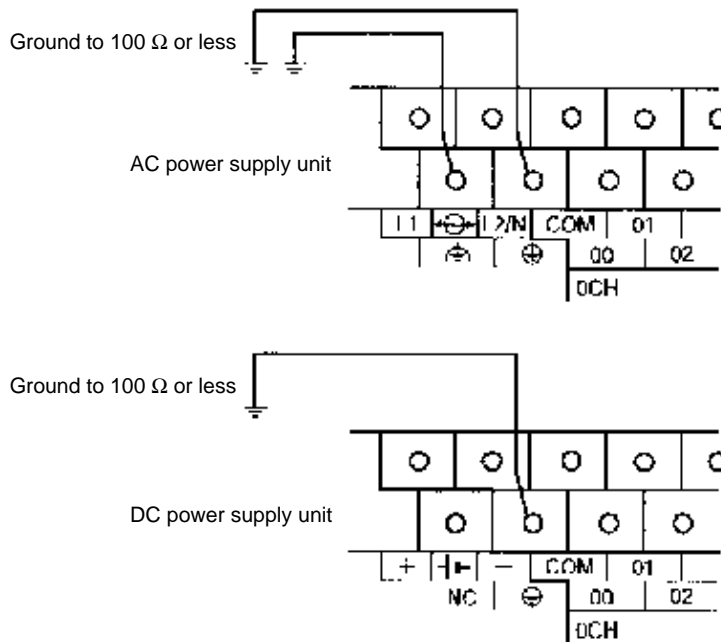 Ground to 100 Ω or less
AC power supply unit
L1 L2/N COM 01
00 02
0CH
Ground to 100 Ω or less
DC power supply unit
+ − COM 01
NC 00 02
0CH